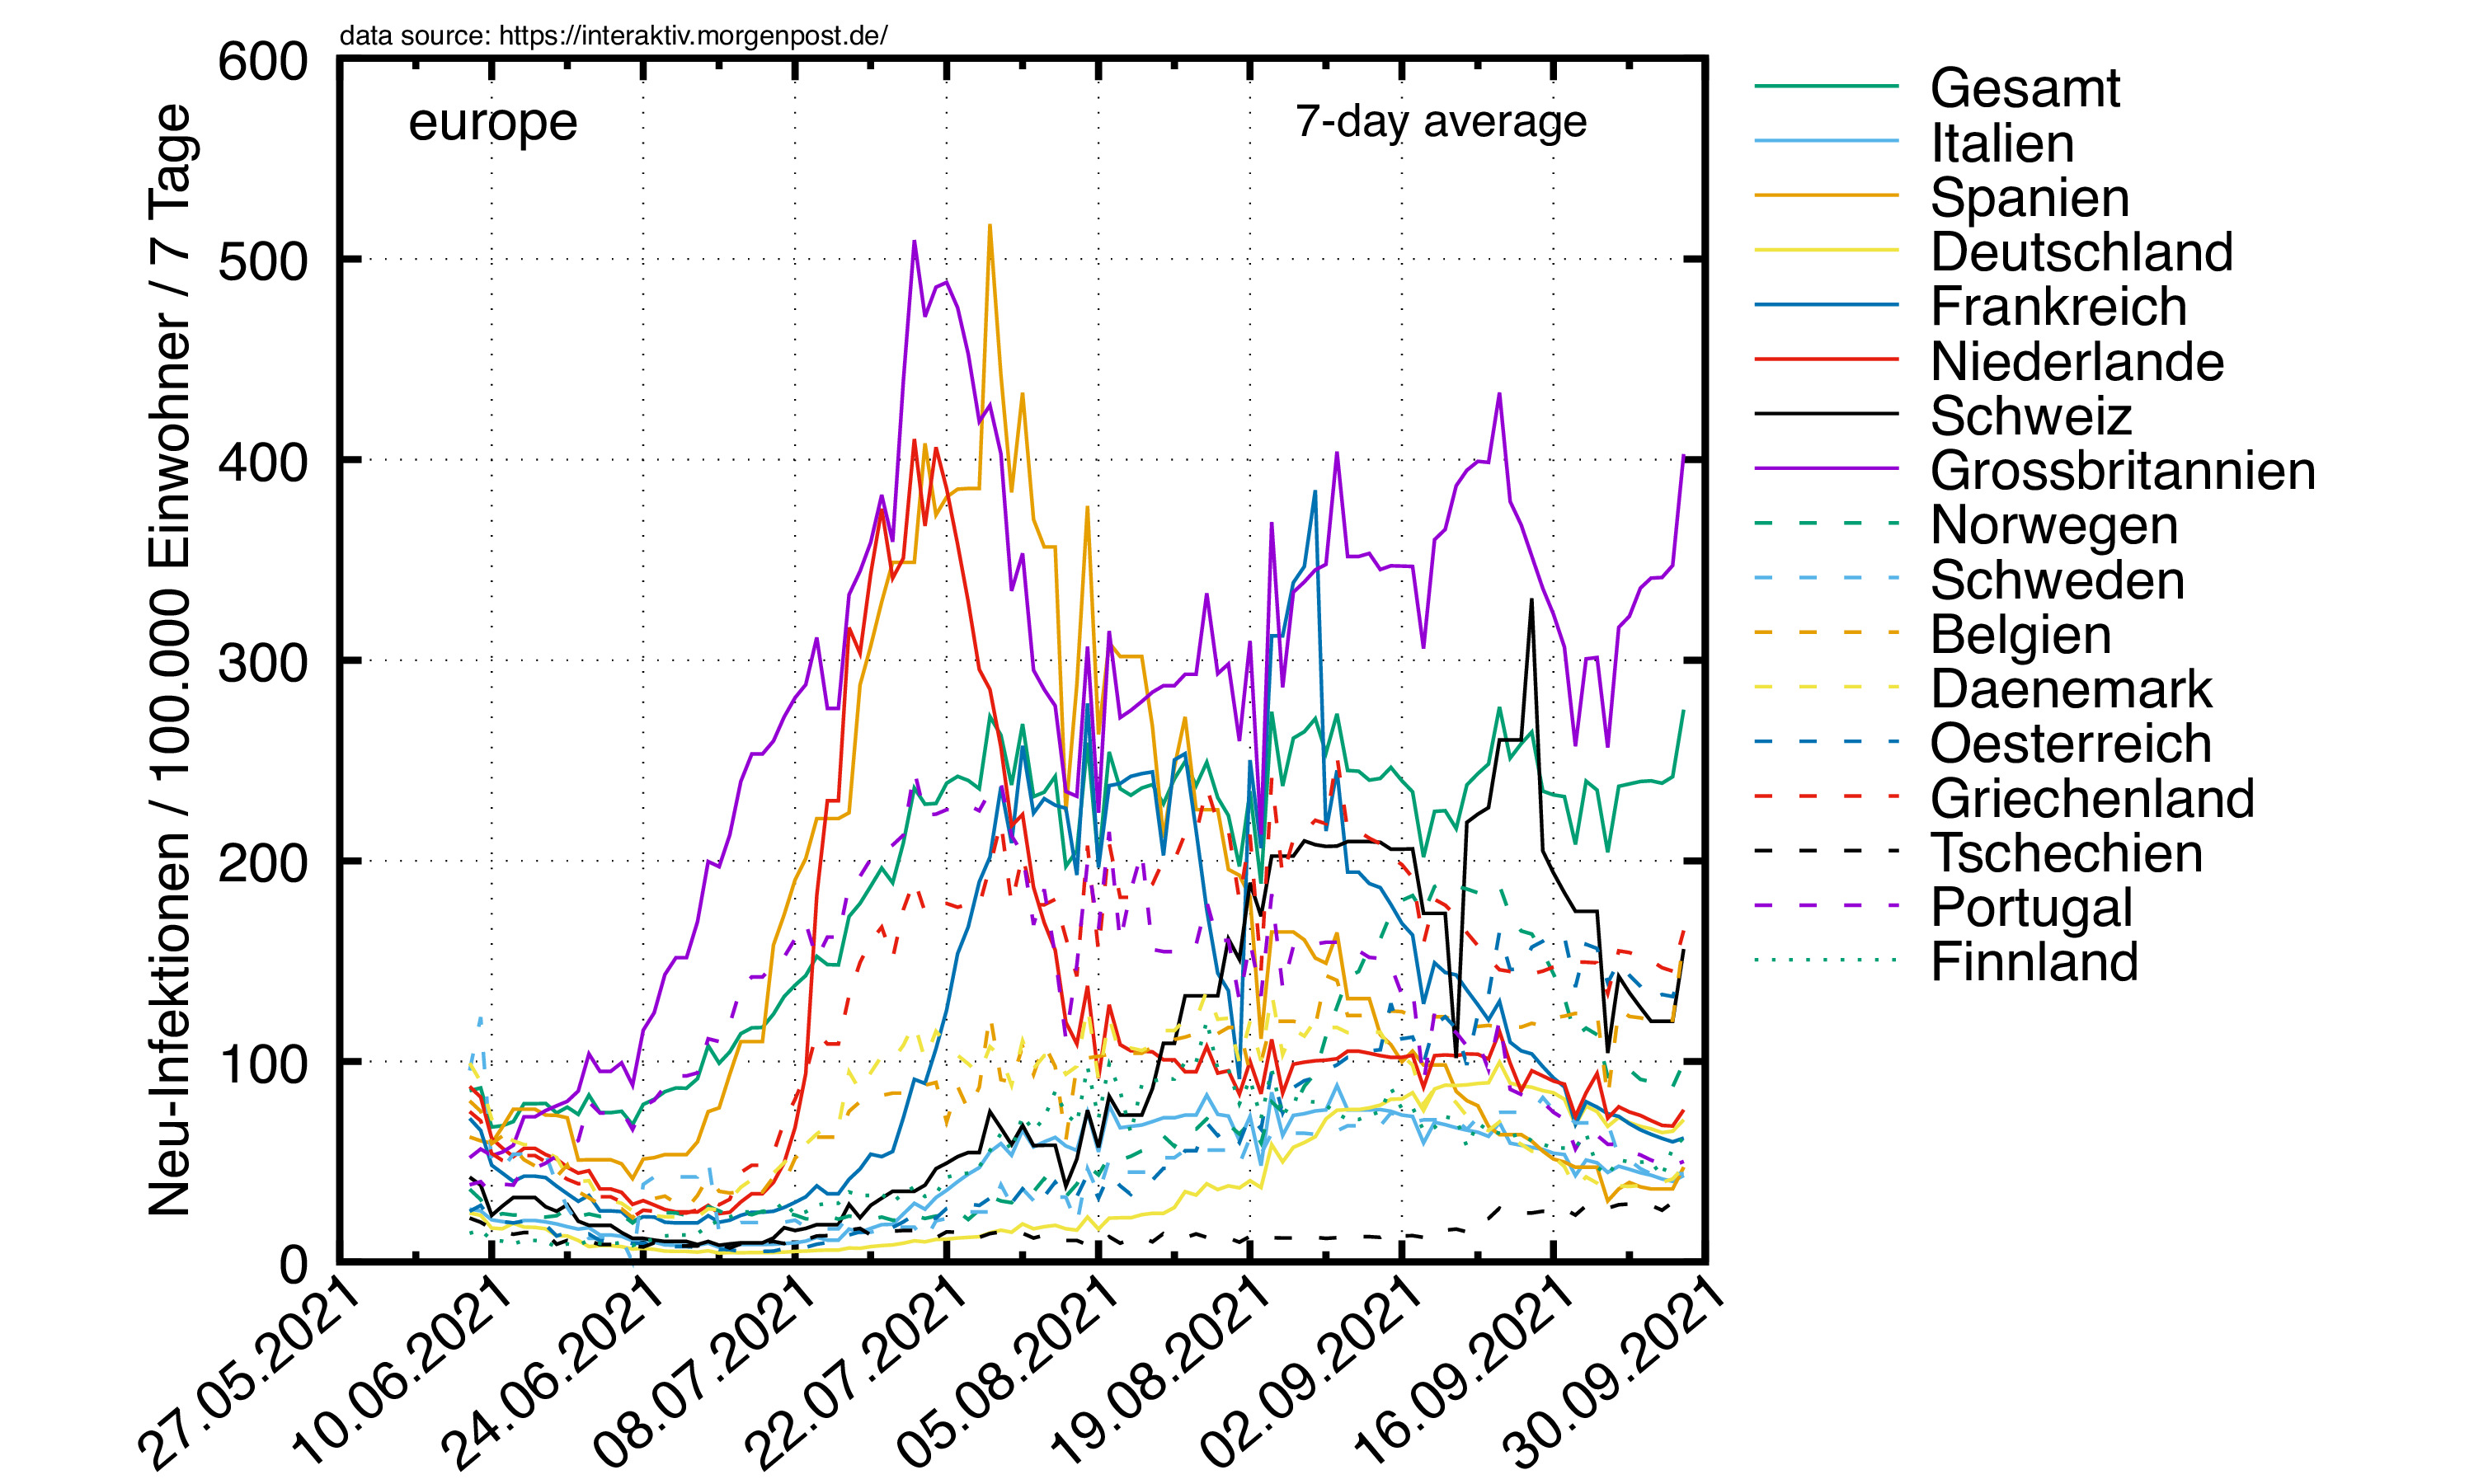 data source: https://interaktiv.morgenpost.de/
europe
7-day average
Neu-Infektionen / 100.000 Einwohner / 7 Tage
600
500
400
300
200
100
0
27.05.2021
10.06.2021
24.06.2021
08.07.2021
22.07.2021
05.08.2021
19.08.2021
02.09.2021
16.09.2021
30.09.2021
Gesamt
Italien
Spanien
Deutschland
Frankreich
Niederlande
Schweiz
Grossbritannien
Norwegen
Schweden
Belgien
Daenemark
Oesterreich
Griechenland
Tschechien
Portugal
Finnland